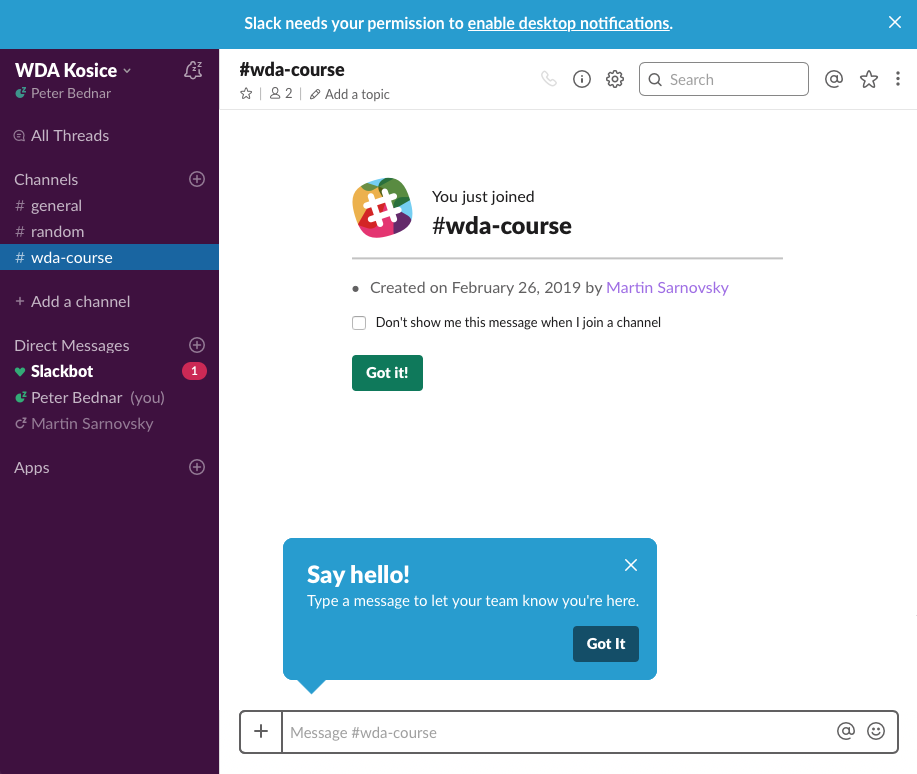 Slack needs your permission to enable desktop notifications.
WDA Kosice
Peter Bednar
All Threads
Channels
# general
# random
# wda-course
+ Add a channel
Direct Messages
Slackbot 1
Peter Bednar (you)
Martin Sarnovsky
Apps
#wda-course
2 | Add a topic
Search
You just joined
#wda-course
• Created on February 26, 2019 by Martin Sarnovsky
Don't show me this message when I join a channel
Got it!
Say hello!
Type a message to let your team know you're here.
Got It
Message #wda-course